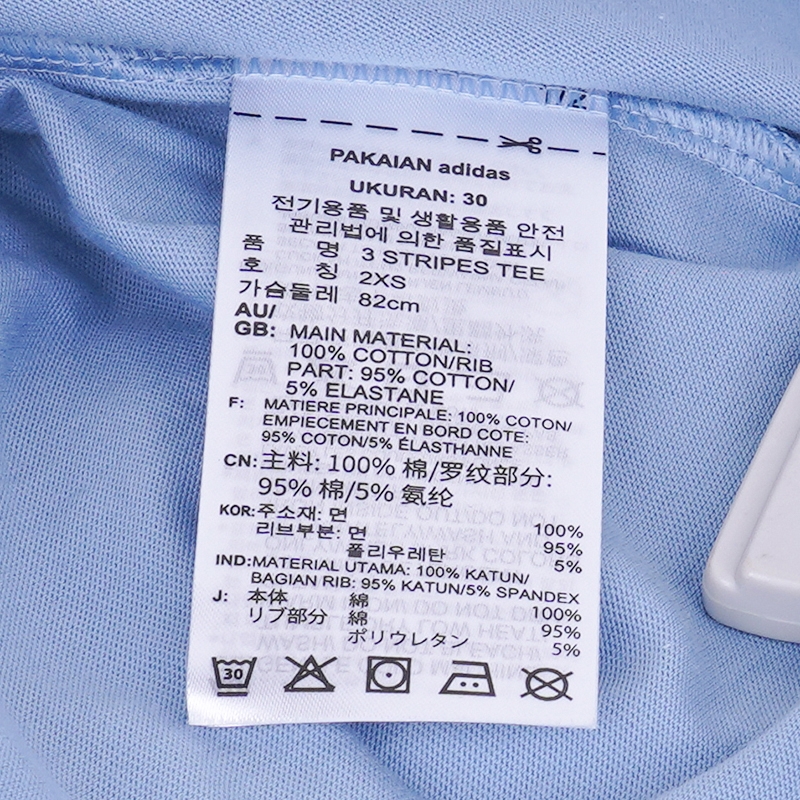 PAKAIAN adidas
UKURAN: 30
전기용품 및 생활용품 안전
관리법에 의한 품질표시
품 명 3 STRIPES TEE
호 칭 2XS
가슴둘레 82cm
AU/
GB: MAIN MATERIAL:
100% COTTON/RIB
PART: 95% COTTON/
5% ELASTANE
F: MATIERE PRINCIPALE: 100% COTON/
EMPIECEMENT EN BORD COTE:
95% COTON/5% ÉLASTHANNE
CN: 主料: 100% 棉/罗纹部分:
95% 棉/5% 氨纶
KOR: 주소재: 면 100%
리브부분: 면 95%
폴리우레탄 5%
IND: MATERIAL UTAMA: 100% KATUN/
BAGIAN RIB: 95% KATUN/5% SPANDEX
J: 本体 綿 100%
リブ部分 綿 95%
ポリウレタン 5%
30